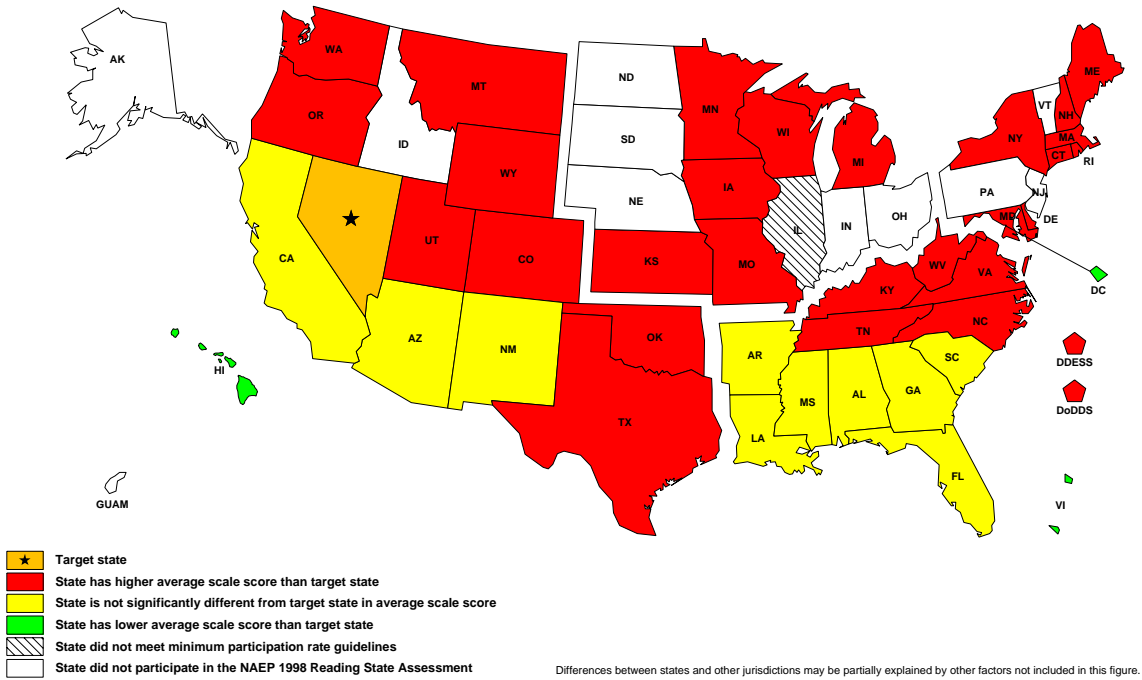 AK
WA
MT
ND
MN
ME
VT
NH
OR
ID
SD
WI
NY
MA
MI
CT
RI
WY
IA
PA
NJ
NE
OH
IN
IL
MD
DE
UT
CO
CA
KS
MO
WV
VA
DC
KY
NC
TN
OK
AZ
NM
AR
SC
DDESS
HI
MS
AL
GA
DoDDS
TX
LA
FL
GUAM
VI
Target state
State has higher average scale score than target state
State is not significantly different from target state in average scale score
State has lower average scale score than target state
State did not meet minimum participation rate guidelines
State did not participate in the NAEP 1998 Reading State Assessment
Differences between states and other jurisdictions may be partially explained by other factors not included in this figure.